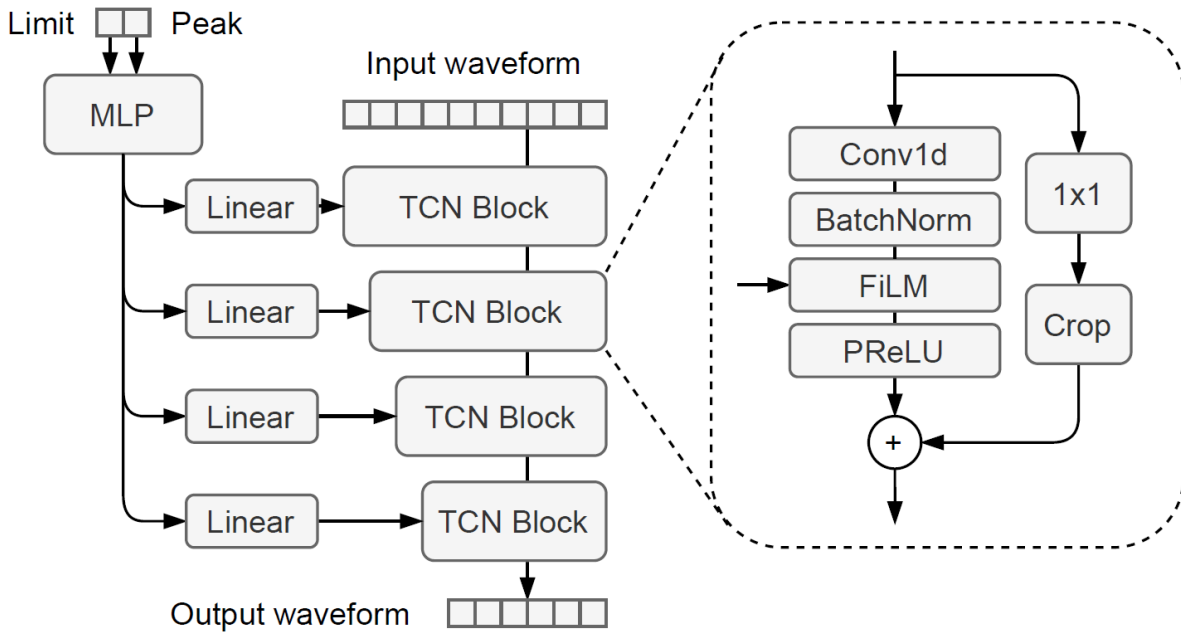 Limit Peak
MLP
Input waveform
Linear
TCN Block
Linear
TCN Block
Linear
TCN Block
Linear
TCN Block
Output waveform
Conv1d
BatchNorm
FiLM
PReLU
+
1x1
Crop